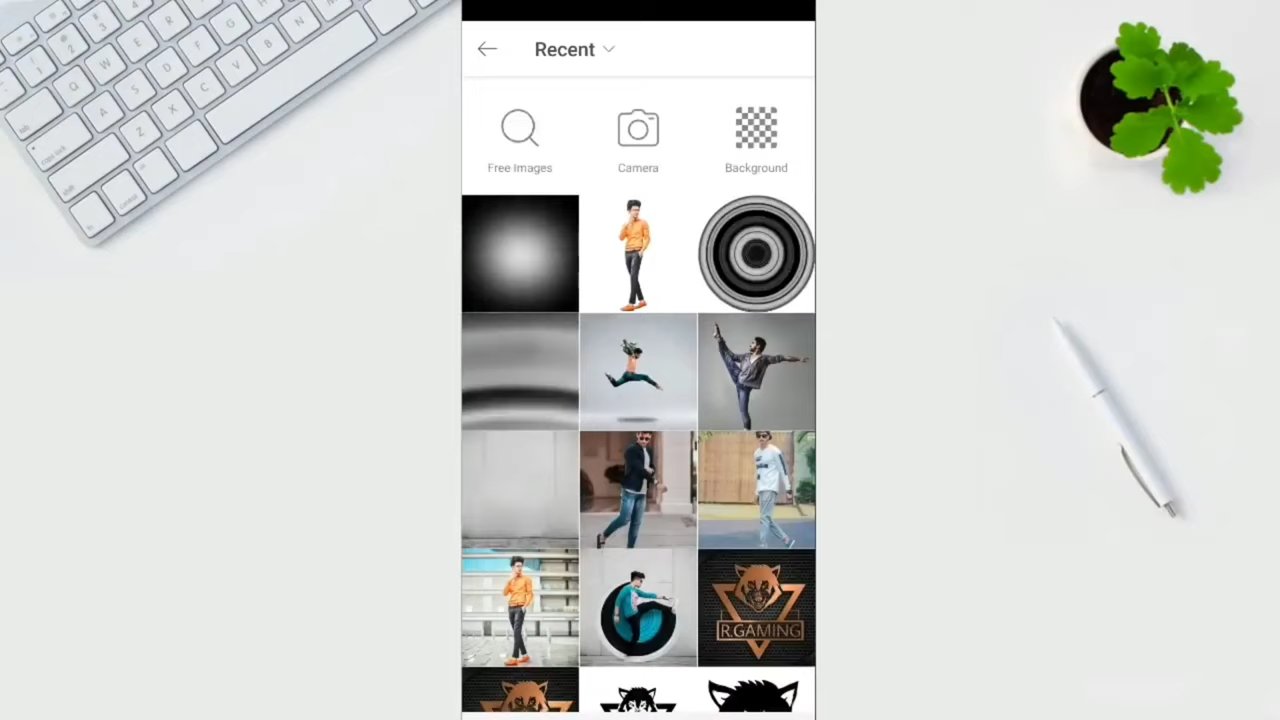 Recent
Free Images
Camera
Background
R.GAMING